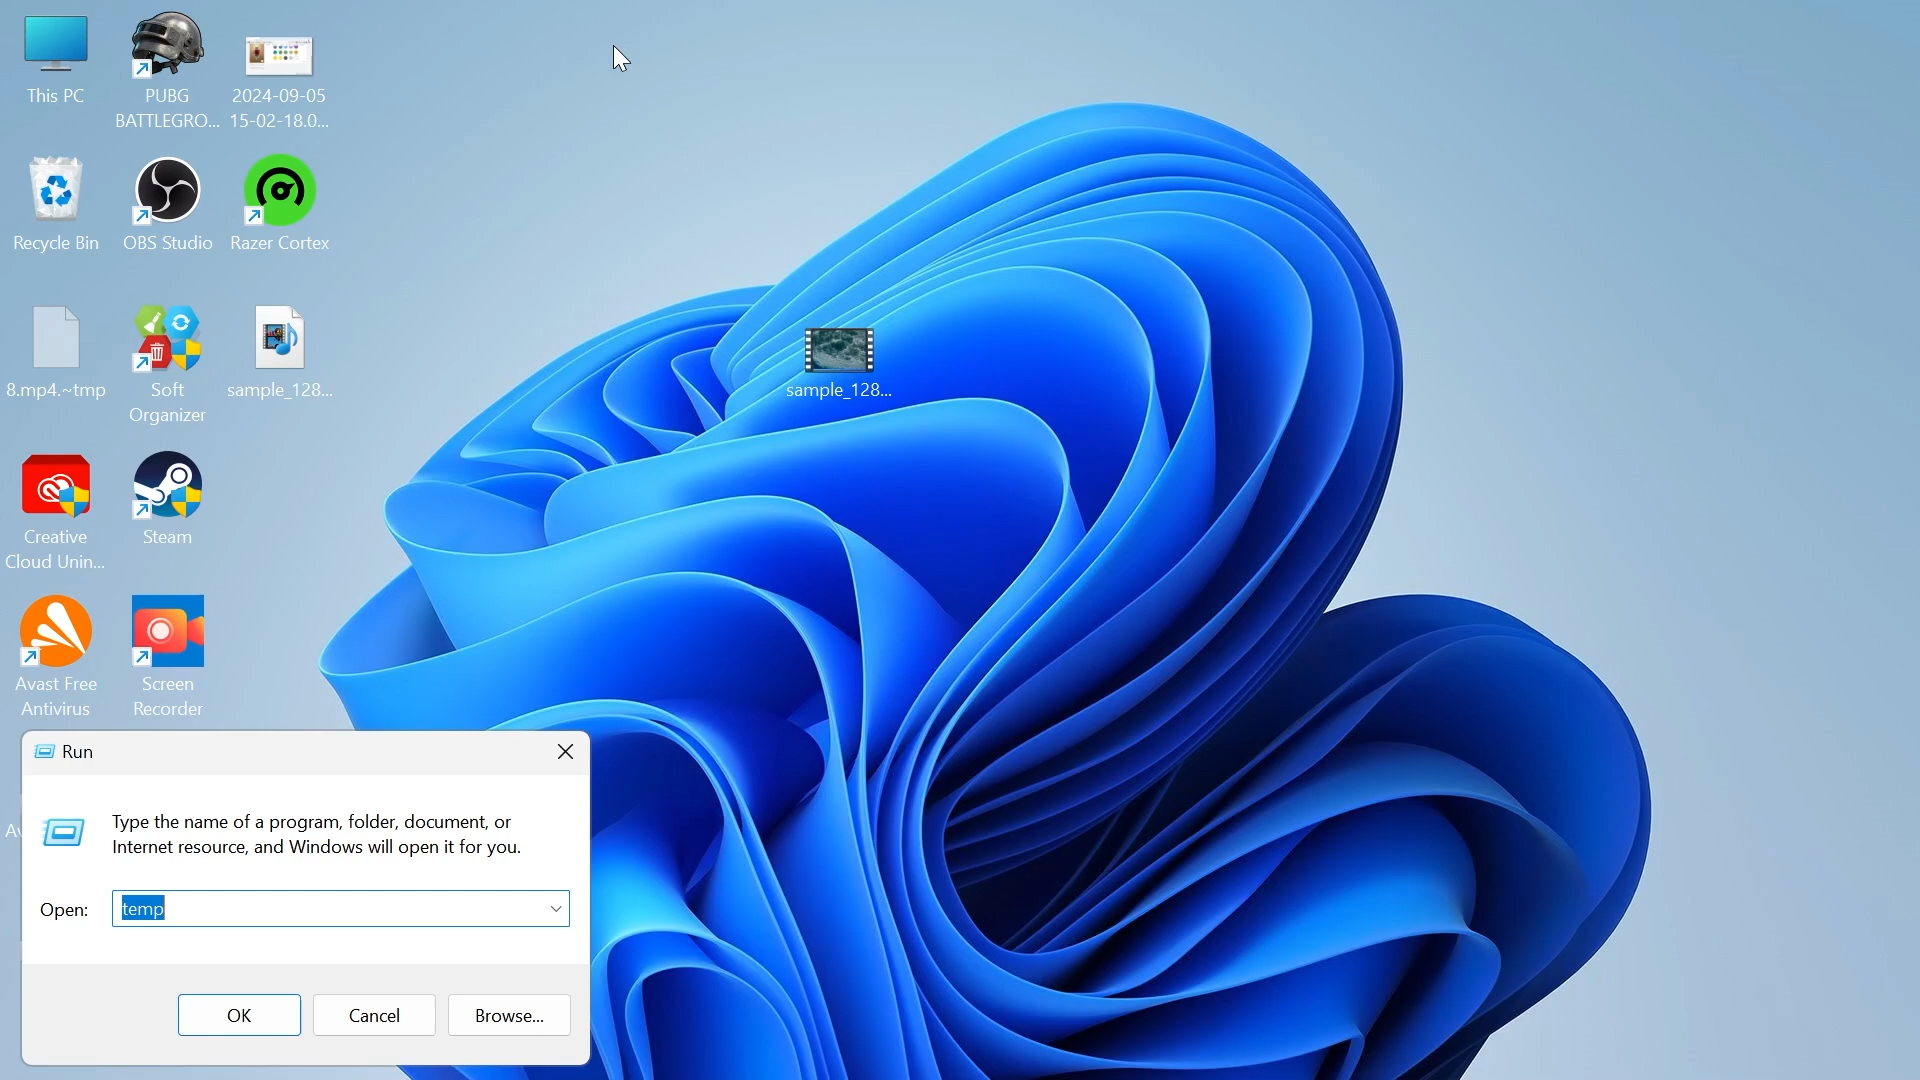 This PC
PUBG
BATTLEGRO...
2024-09-05
15-02-18.0...
Recycle Bin
OBS Studio
Razer Cortex
8.mp4.~tmp
Soft
Organizer
sample_128...
sample_128...
Creative
Cloud Unin...
Steam
Avast Free
Antivirus
Screen
Recorder
Av
Run
Type the name of a program, folder, document, or
Internet resource, and Windows will open it for you.
Open:
temp
OK
Cancel
Browse...